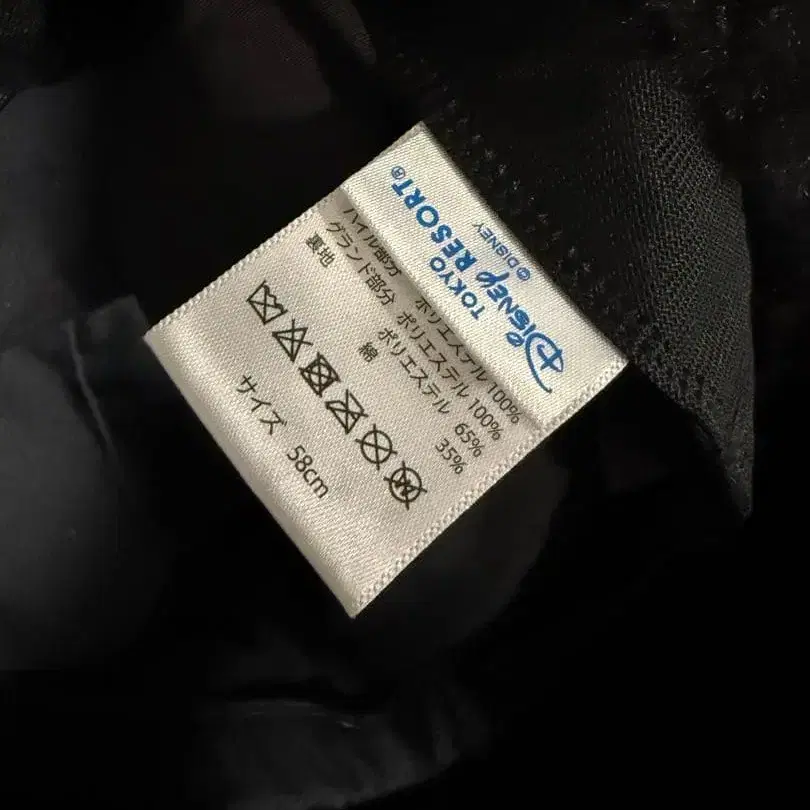 TOKYO
Disney RESORT®
© DISNEY
パイル部分 ポリエステル 100%
グランド部分 ポリエステル 100%
裏地 ポリエステル 65%
綿 35%
サイズ 58cm